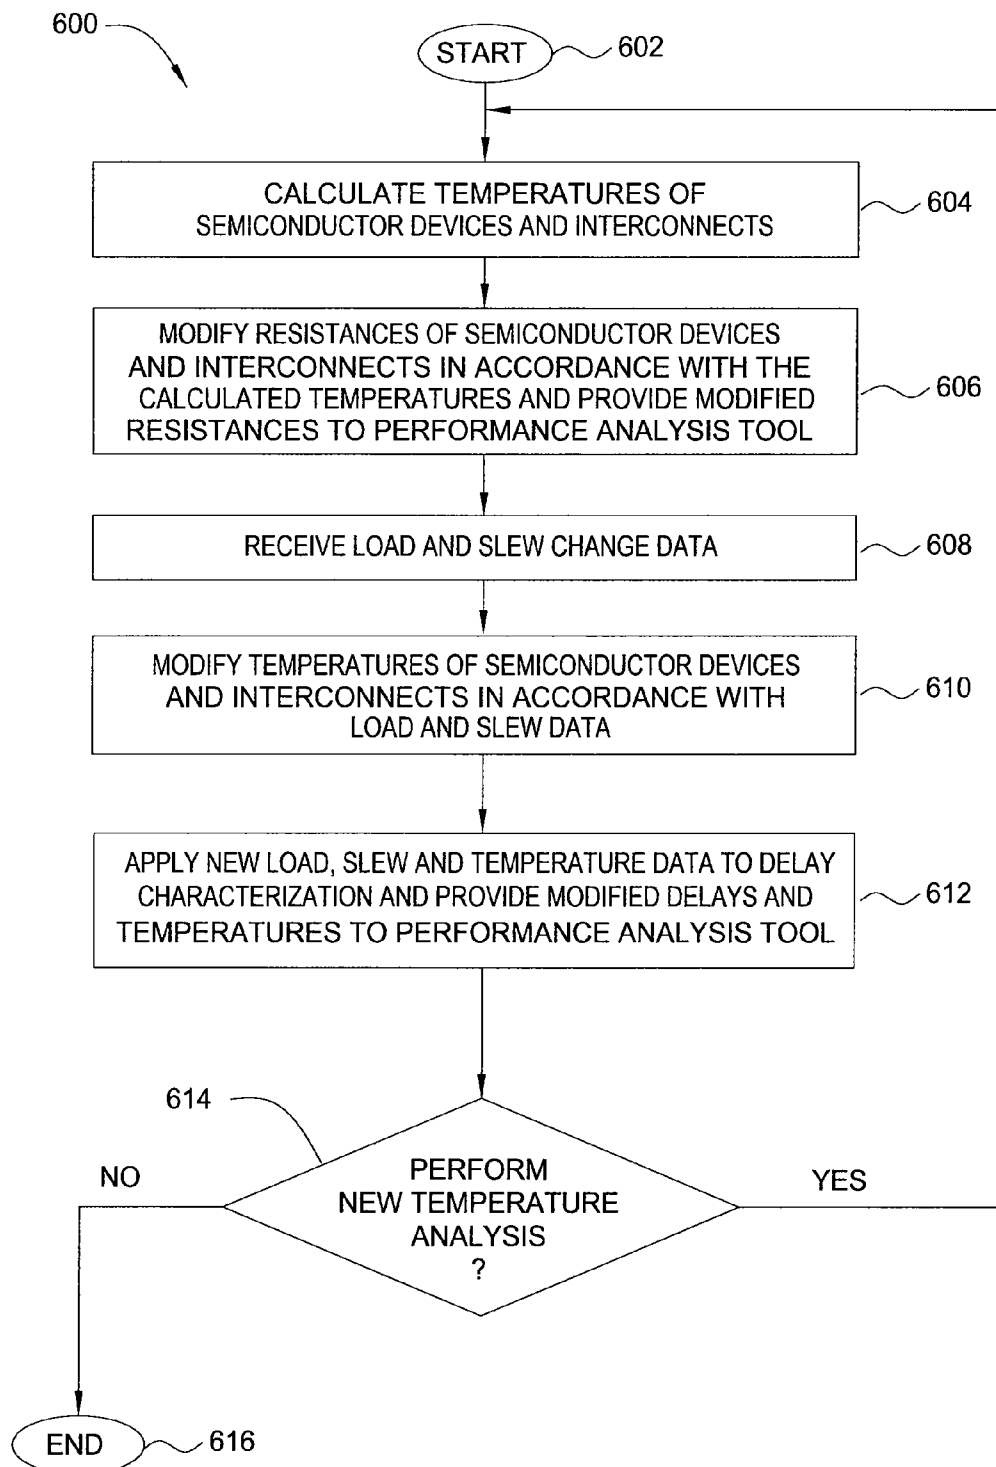 600
START
602
CALCULATE TEMPERATURES OF
SEMICONDUCTOR DEVICES AND INTERCONNECTS
604
MODIFY RESISTANCES OF SEMICONDUCTOR DEVICES
AND INTERCONNECTS IN ACCORDANCE WITH THE
CALCULATED TEMPERATURES AND PROVIDE MODIFIED
RESISTANCES TO PERFORMANCE ANALYSIS TOOL
606
RECEIVE LOAD AND SLEW CHANGE DATA
608
MODIFY TEMPERATURES OF SEMICONDUCTOR DEVICES
AND INTERCONNECTS IN ACCORDANCE WITH
LOAD AND SLEW DATA
610
APPLY NEW LOAD, SLEW AND TEMPERATURE DATA TO DELAY
CHARACTERIZATION AND PROVIDE MODIFIED DELAYS AND
TEMPERATURES TO PERFORMANCE ANALYSIS TOOL
612
614
NO
PERFORM
NEW TEMPERATURE
ANALYSIS
?
YES
END
616